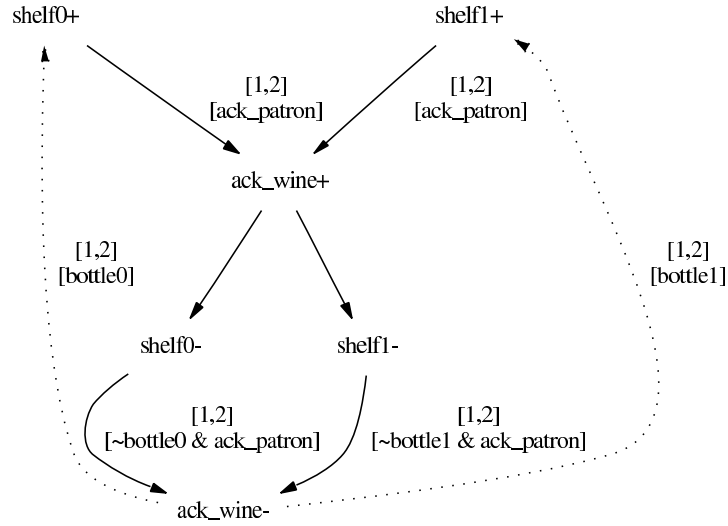 shelf0+
shelf1+
[1,2]
[ack_patron]
[1,2]
[ack_patron]
ack_wine+
[1,2]
[bottle0]
[1,2]
[bottle1]
shelf0-
shelf1-
[1,2]
[~bottle0 & ack_patron]
[1,2]
[~bottle1 & ack_patron]
ack_wine-